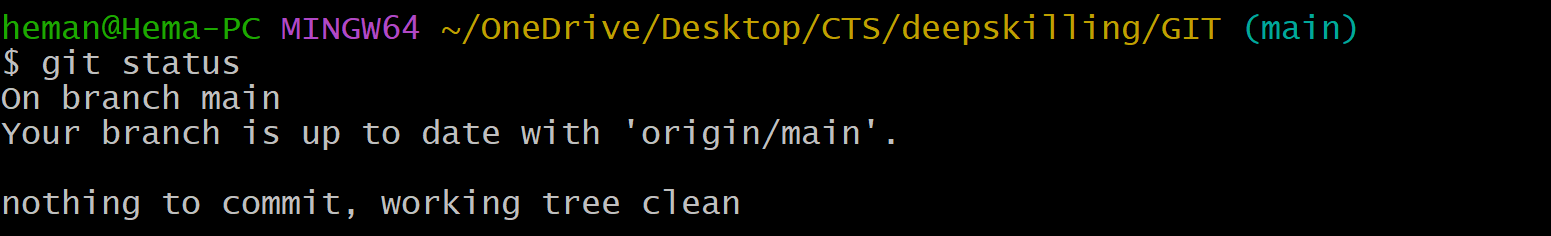 heman@Hema-PC MINGW64 ~/OneDrive/Desktop/CTS/deepskilling/GIT (main)
$ git status
On branch main
Your branch is up to date with 'origin/main'.
nothing to commit, working tree clean